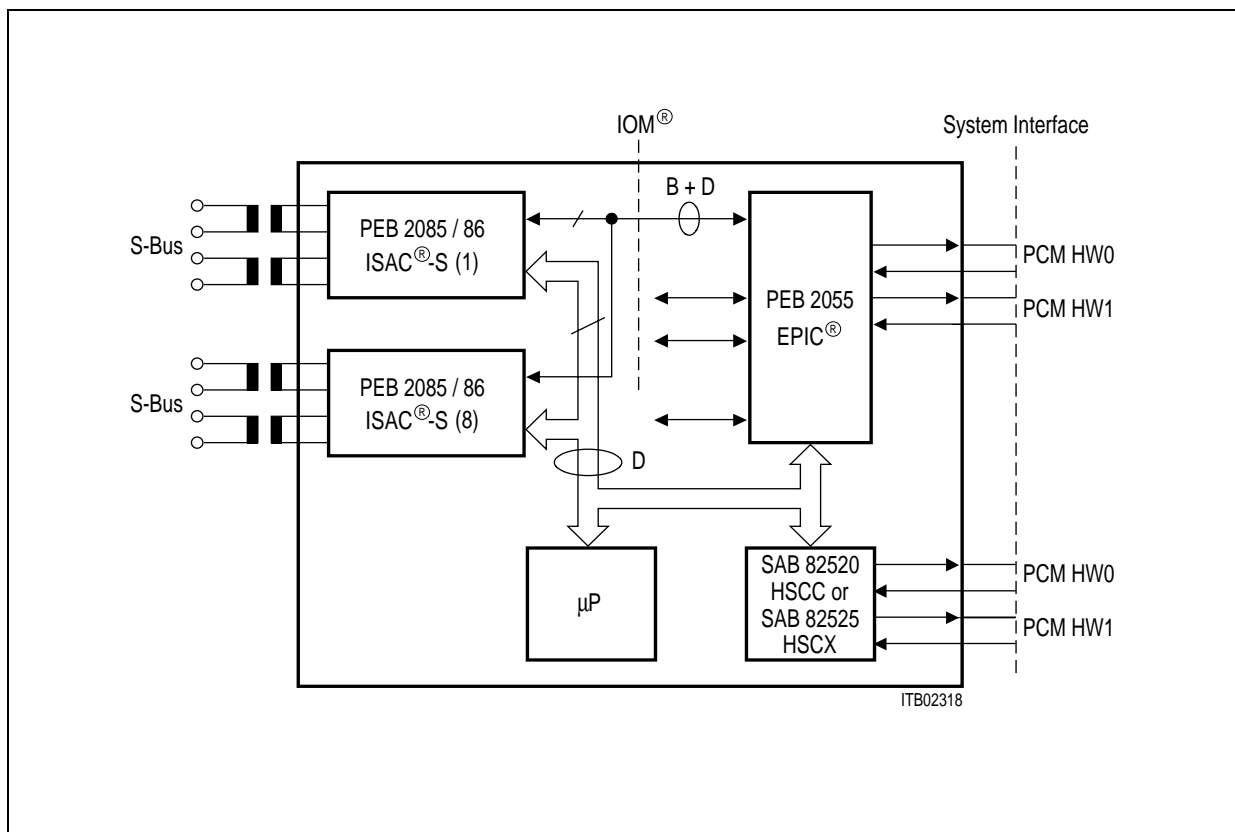 IOM®
System Interface
B + D
PEB 2085 / 86
ISAC®-S (1)
S-Bus
PEB 2055
EPIC®
PCM HW0
PCM HW1
PEB 2085 / 86
ISAC®-S (8)
S-Bus
D
µP
SAB 82520
HSCC or
SAB 82525
HSCX
PCM HW0
PCM HW1
ITB02318